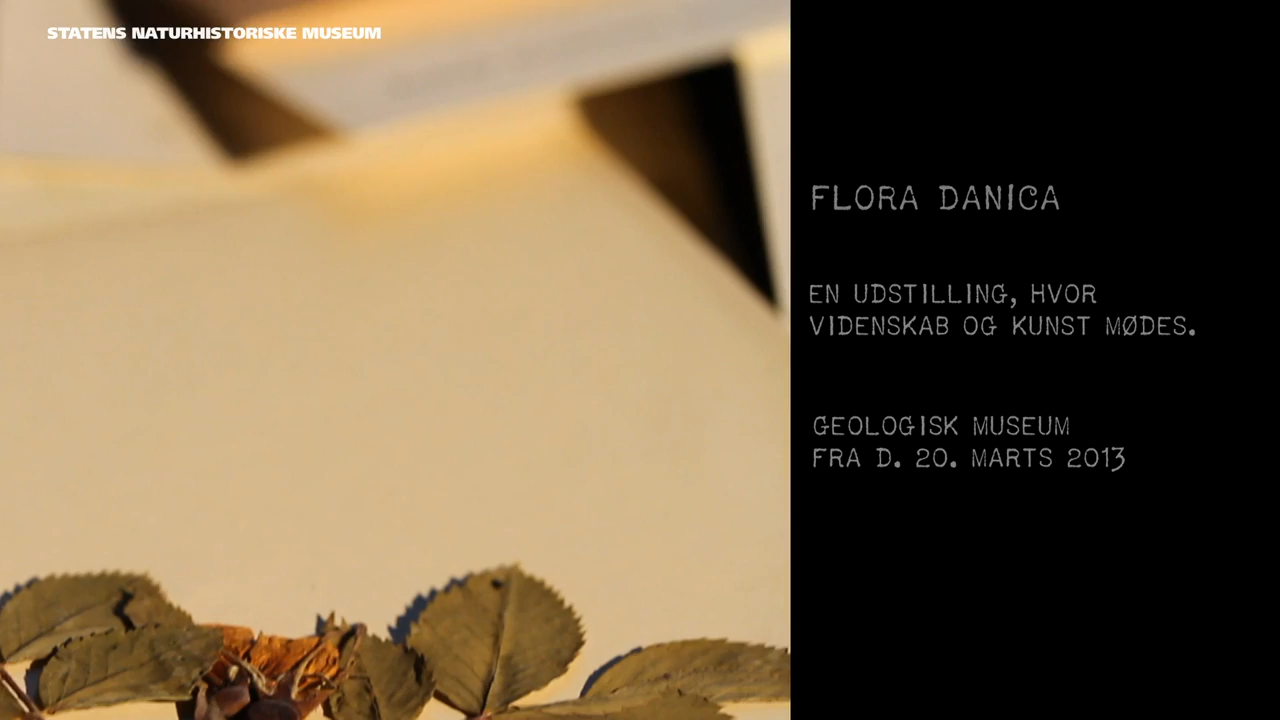 STATENS NATURHISTORISKE MUSEUM
FLORA DANICA
EN UDSTILLING, HVOR
VIDENSKAB OG KUNST MØDES.
GEOLOGISK MUSEUM
FRA D. 20. MARTS 2013